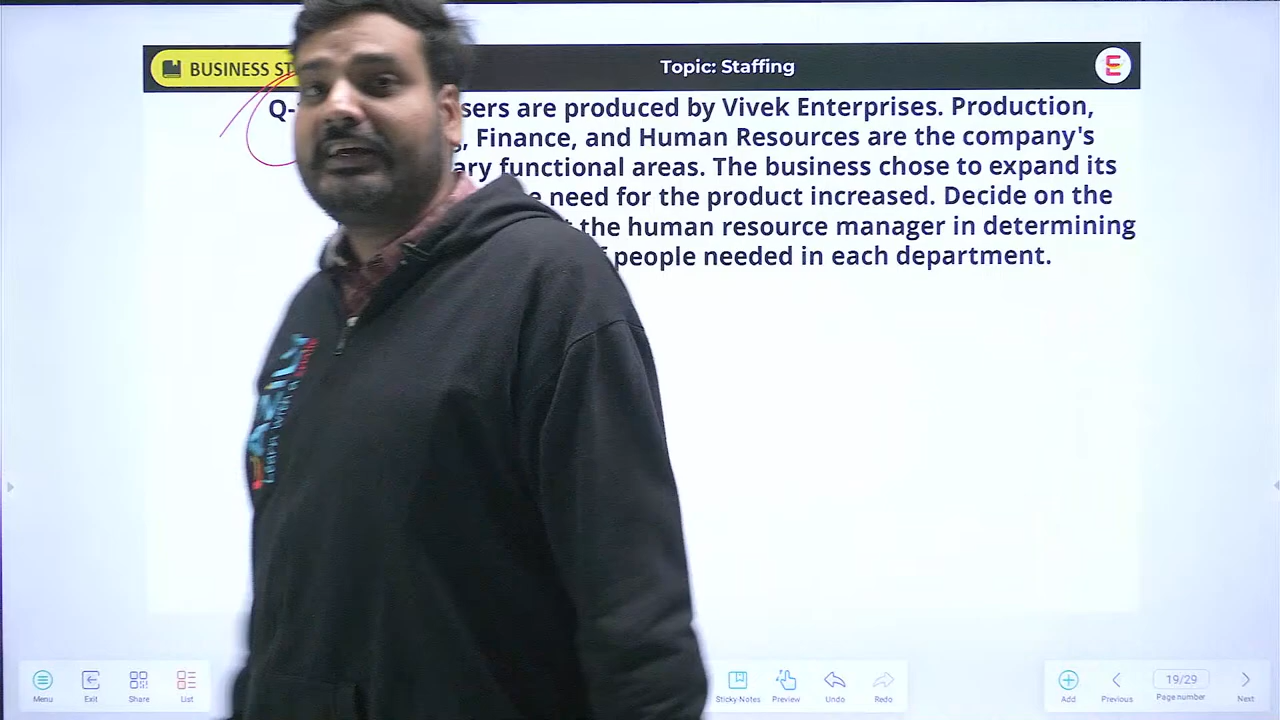 BUSINESS ST
Topic: Staffing
Q- sers are produced by Vivek Enterprises. Production,
, Finance, and Human Resources are the company's
ary functional areas. The business chose to expand its
need for the product increased. Decide on the
the human resource manager in determining
people needed in each department.
Menu
Exit
Share
List
Sticky Notes
Preview
Undo
Redo
Add
Previous
19/29
Page number
Next